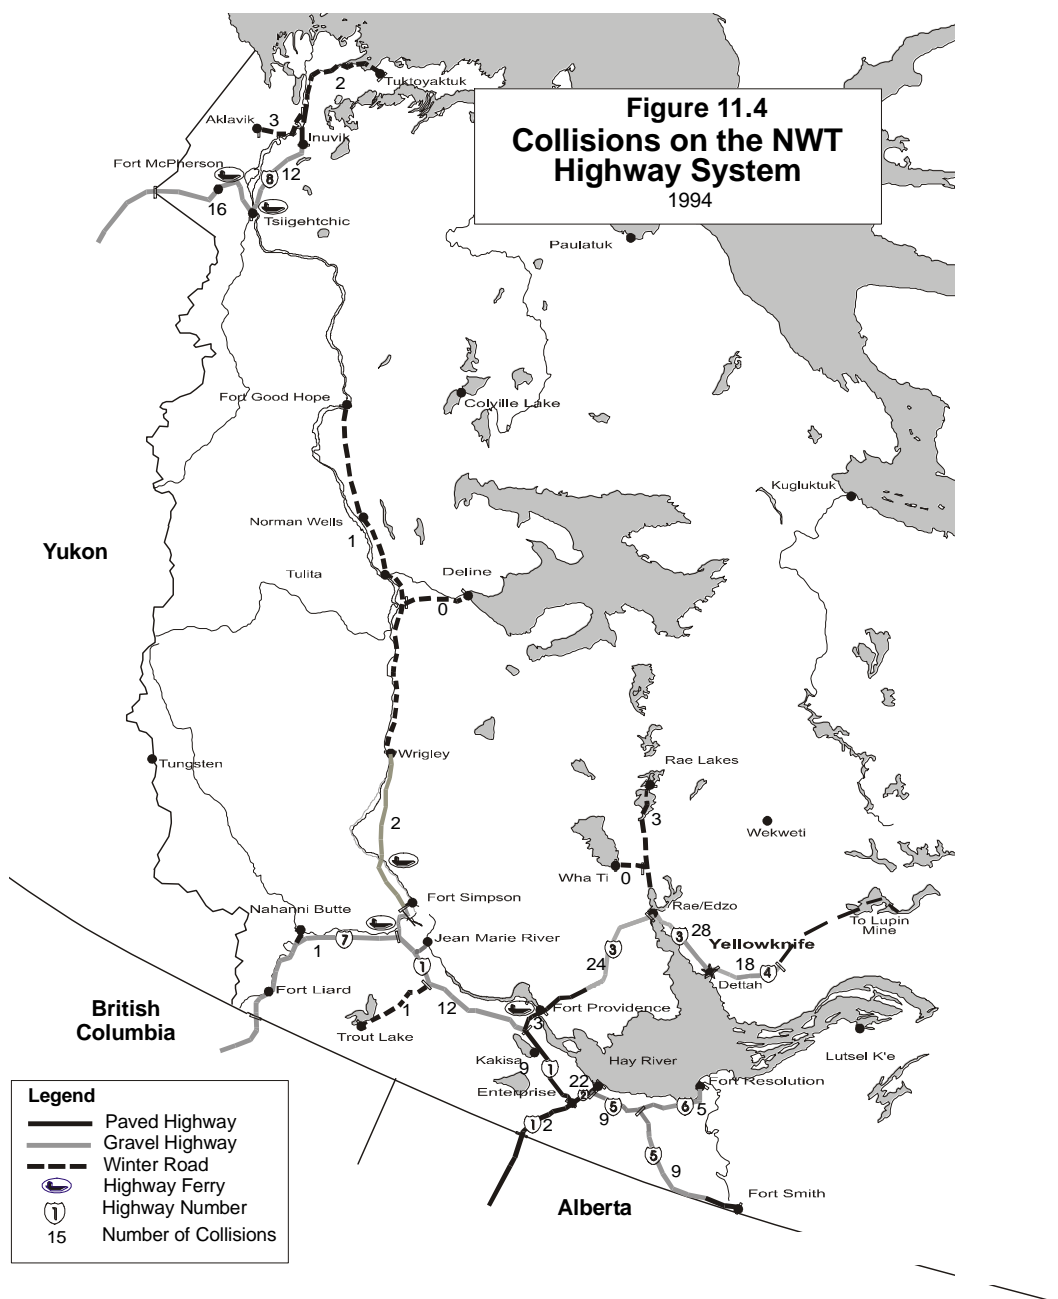 Figure 11.4
Collisions on the NWT
Highway System
1994
Tuktoyaktuk
2
Aklavik
3
Inuvik
Fort McPherson
8
12
16
Tsiigehtchic
Paulatuk
Fort Good Hope
Colville Lake
Kugluktuk
Norman Wells
1
Yukon
Tulita
Deline
0
Wrigley
Tungsten
Rae Lakes
2
3
Wekweti
Wha Ti
0
Fort Simpson
Nahanni Butte
Rae/Edzo
To Lupin
Mine
28
7
1
Jean Marie River
3
3
Yellowknife
24
18
4
1
Dettah
Fort Liard
British
Columbia
1
12
Fort Providence
3
Trout Lake
Kakisa
9
1
Hay River
Lutsel K'e
Enterprise
22
2
Fort Resolution
5
9
6
5
1
2
5
9
Fort Smith
Alberta
Legend
Paved Highway
Gravel Highway
Winter Road
Highway Ferry
1
Highway Number
15
Number of Collisions